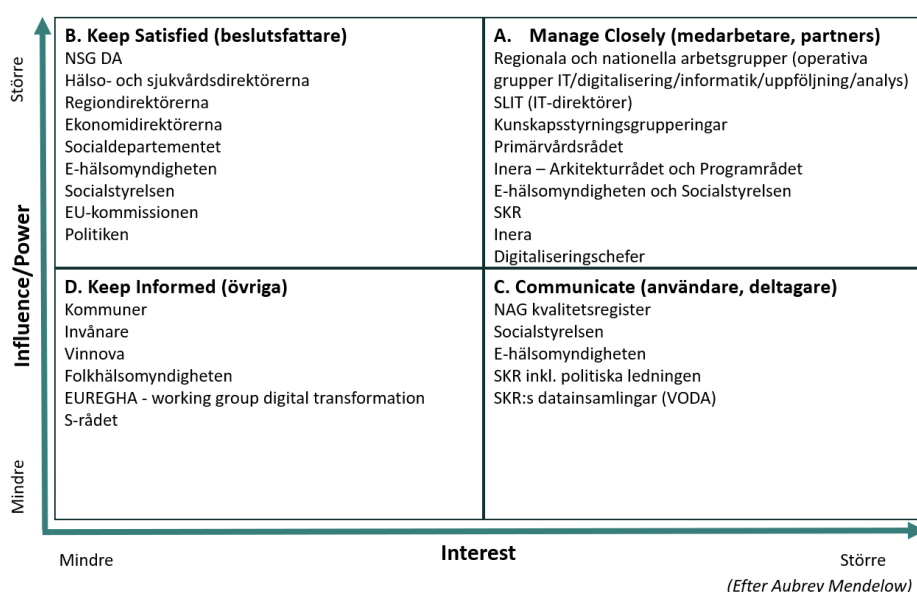 B. Keep Satisfied (beslutsfattare)
NSG DA
Hälso- och sjukvårdsdirektörerna
Regiondirektörerna
Ekonomidirektörerna
Socialdepartementet
E-hälsomyndigheten
Socialstyrelsen
EU-kommissionen
Politiken
A. Manage Closely (medarbetare, partners)
Regionala och nationella arbetsgrupper (operativa
grupper IT/digitalisering/informatik/uppföljning/analys)
SLIT (IT-direktörer)
Kunskapsstyrningsgrupperingar
Primärvårdsrådet
Inera – Arkitekturrådet och Programrådet
E-hälsomyndigheten och Socialstyrelsen
SKR
Inera
Digitaliseringschefer
D. Keep Informed (övriga)
Kommuner
Invånare
Vinnova
Folkhälsomyndigheten
EUREGHA - working group digital transformation
S-rådet
C. Communicate (användare, deltagare)
NAG kvalitetsregister
Socialstyrelsen
E-hälsomyndigheten
SKR inkl. politiska ledningen
SKR:s datainsamlingar (VODA)
Större
Influence/Power
Mindre
Mindre
Interest
Större
(Efter Aubrey Mendelow)